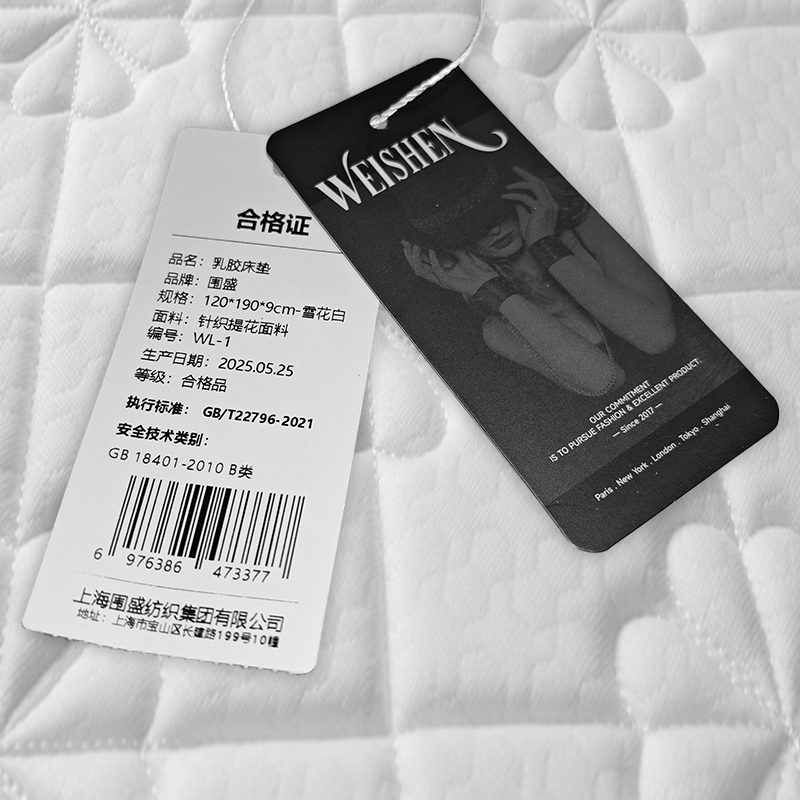 合格证
品名：乳胶床垫
品牌：围盛
规格：120*190*9cm-雪花白
面料：针织提花面料
编号：WL-1
生产日期：2025.05.25
等级：合格品
执行标准：GB/T22796-2021
安全技术类别：
GB 18401-2010 B类
6 976386 473377
上海围盛纺织集团有限公司
地址：上海市宝山区长建路199号10幢
WEISHEN
OUR COMMITMENT
IS TO PURSUE FASHION & EXCELLENT PRODUCT.
— Since 2017 —
Paris . New York . London . Tokyo . Shanghai